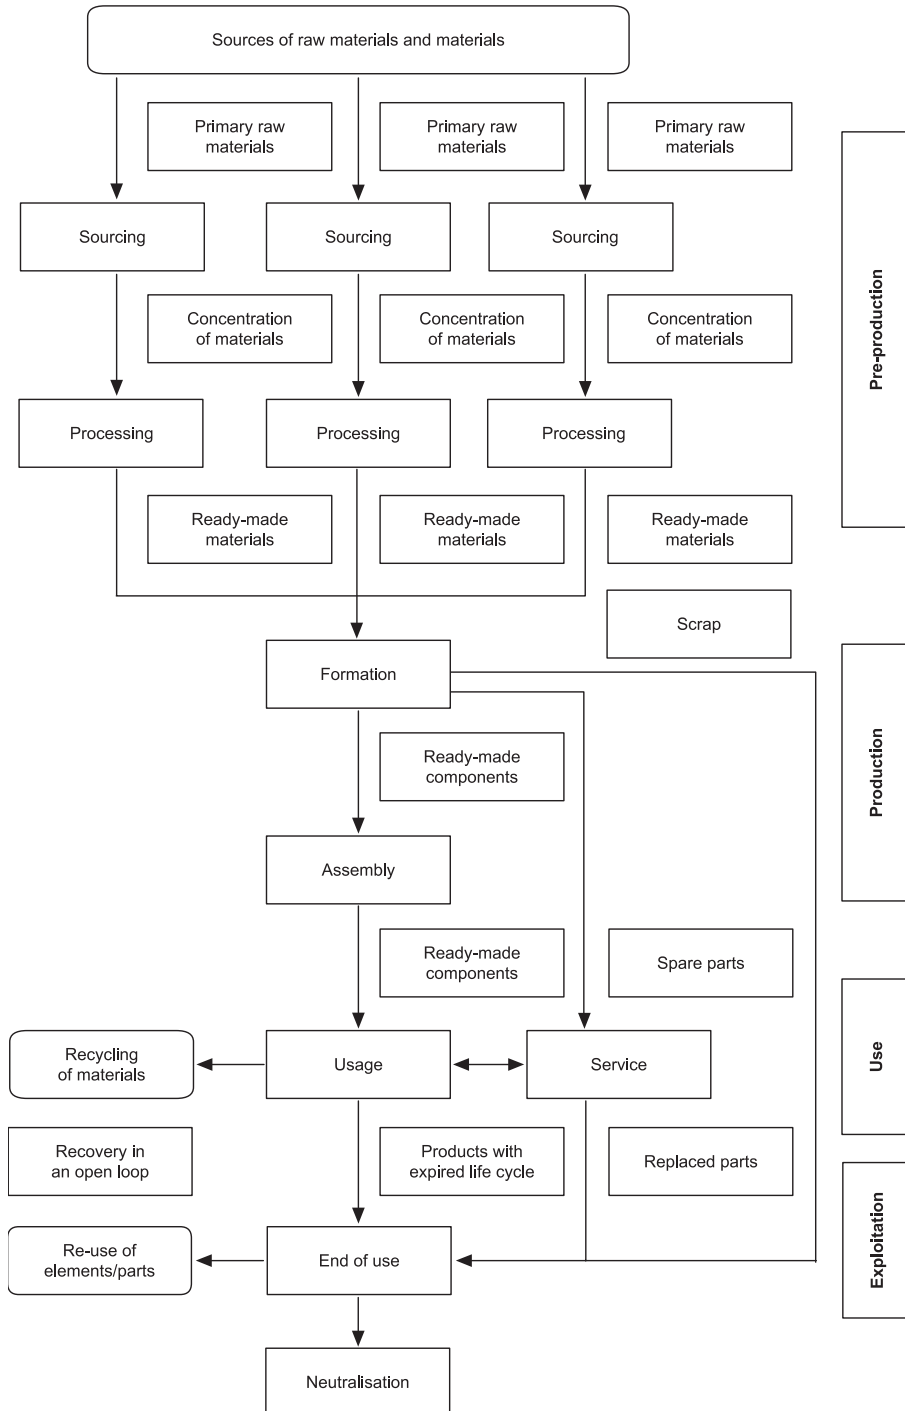 Sources of raw materials and materials
Primary raw
materials
Primary raw
materials
Primary raw
materials
Sourcing
Sourcing
Sourcing
Concentration
of materials
Concentration
of materials
Concentration
of materials
Pre-production
Processing
Processing
Processing
Ready-made
materials
Ready-made
materials
Ready-made
materials
Scrap
Formation
Production
Ready-made
components
Assembly
Ready-made
components
Spare parts
Recycling
of materials
Usage
Service
Use
Recovery in
an open loop
Products with
expired life cycle
Replaced parts
Re-use of
elements/parts
End of use
Exploitation
Neutralisation